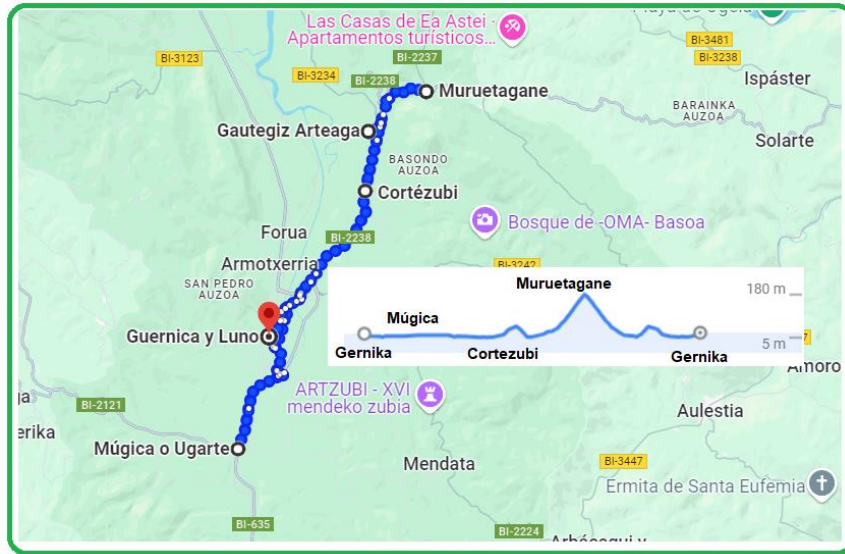 Las Casas de Ea Astei ·
Apartamentos turísticos...
BI-3481
BI-2237
BI-3238
BI-3123
BI-3234
BI-2238
Ispáster
Muruetagane
BARAINKA
AUZOA
Gautegiz Arteaga
Solarte
BASONDO
AUZOA
Cortézubi
Bosque de -OMA- Basoa
Forua
BI-2238
Armotxerria
BI-3242
SAN PEDRO
AUZOA
Muruetagane
180 m
Múgica
Guernica y Luno
5 m
Gernika
Cortezubi
Gernika
Amoro
ARTZUBI - XVI
mendeko zubia
BI-2121
Aulestia
erika
Múgica o Ugarte
Mendata
BI-3447
Ermita de Santa Eufemia
BI-635
BI-2224